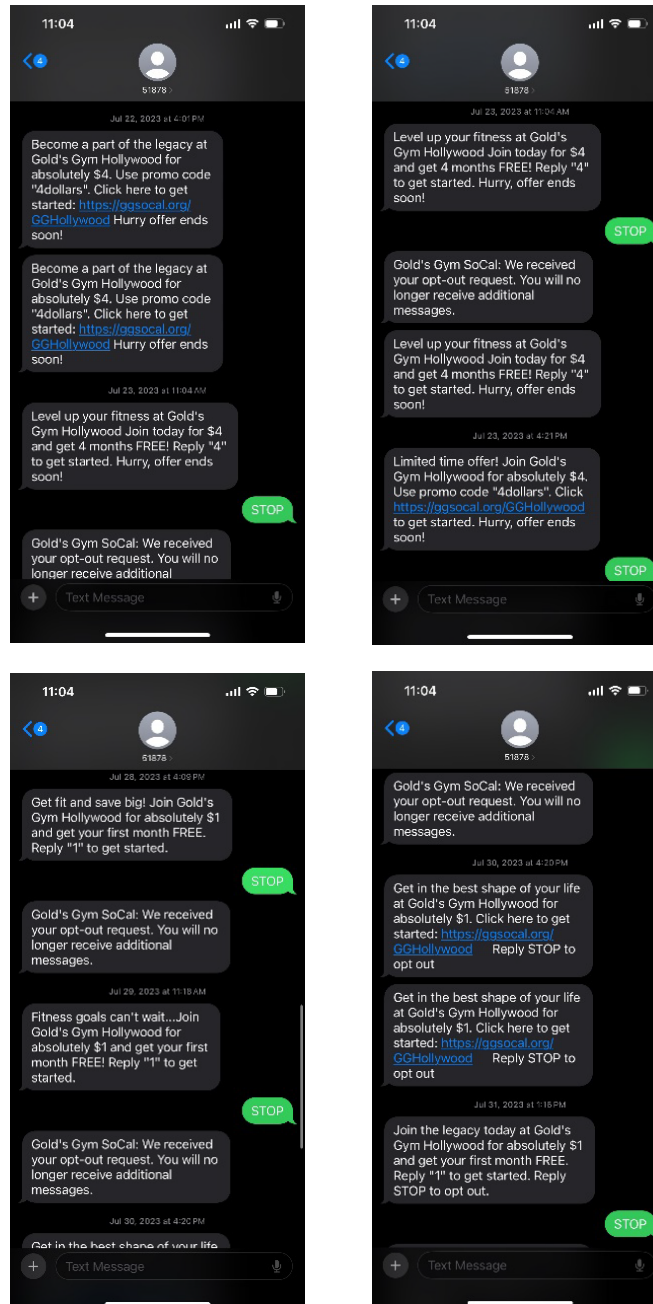 11:04
4
51878
Jul 22, 2023 at 4:01 PM
Become a part of the legacy at
Gold's Gym Hollywood for
absolutely $4. Use promo code
"4dollars". Click here to get
started: https://ggsocal.org/
GGHollywood Hurry offer ends
soon!
Become a part of the legacy at
Gold's Gym Hollywood for
absolutely $4. Use promo code
"4dollars". Click here to get
started: https://ggsocal.org/
GGHollywood Hurry offer ends
soon!
Jul 23, 2023 at 11:04 AM
Level up your fitness at Gold's
Gym Hollywood Join today for $4
and get 4 months FREE! Reply "4"
to get started. Hurry, offer ends
soon!
STOP
Gold's Gym SoCal: We received
your opt-out request. You will no
longer receive additional
Text Message
11:04
4
51878
Jul 23, 2023 at 11:04 AM
Level up your fitness at Gold's
Gym Hollywood Join today for $4
and get 4 months FREE! Reply "4"
to get started. Hurry, offer ends
soon!
STOP
Gold's Gym SoCal: We received
your opt-out request. You will no
longer receive additional
messages.
Level up your fitness at Gold's
Gym Hollywood Join today for $4
and get 4 months FREE! Reply "4"
to get started. Hurry, offer ends
soon!
Jul 23, 2023 at 4:21 PM
Limited time offer! Join Gold's
Gym Hollywood for absolutely $4.
Use promo code "4dollars". Click
https://ggsocal.org/GGHollywood
to get started. Hurry, offer ends
soon!
STOP
Text Message
11:04
4
51878
Jul 28, 2023 at 4:09 PM
Get fit and save big! Join Gold's
Gym Hollywood for absolutely $1
and get your first month FREE.
Reply "1" to get started.
STOP
Gold's Gym SoCal: We received
your opt-out request. You will no
longer receive additional
messages.
Jul 29, 2023 at 11:18 AM
Fitness goals can't wait...Join
Gold's Gym Hollywood for
absolutely $1 and get your first
month FREE! Reply "1" to get
started.
STOP
Gold's Gym SoCal: We received
your opt-out request. You will no
longer receive additional
messages.
Jul 30, 2023 at 4:20 PM
Get in the best shape of your life
Text Message
11:04
4
51878
Gold's Gym SoCal: We received
your opt-out request. You will no
longer receive additional
messages.
Jul 30, 2023 at 4:20 PM
Get in the best shape of your life
at Gold's Gym Hollywood for
absolutely $1. Click here to get
started: https://ggsocal.org/
GGHollywood Reply STOP to
opt out
Get in the best shape of your life
at Gold's Gym Hollywood for
absolutely $1. Click here to get
started: https://ggsocal.org/
GGHollywood Reply STOP to
opt out
Jul 31, 2023 at 1:16 PM
Join the legacy today at Gold's
Gym Hollywood for absolutely $1
and get your first month FREE.
Reply "1" to get started. Reply
STOP to opt out.
STOP
Text Message